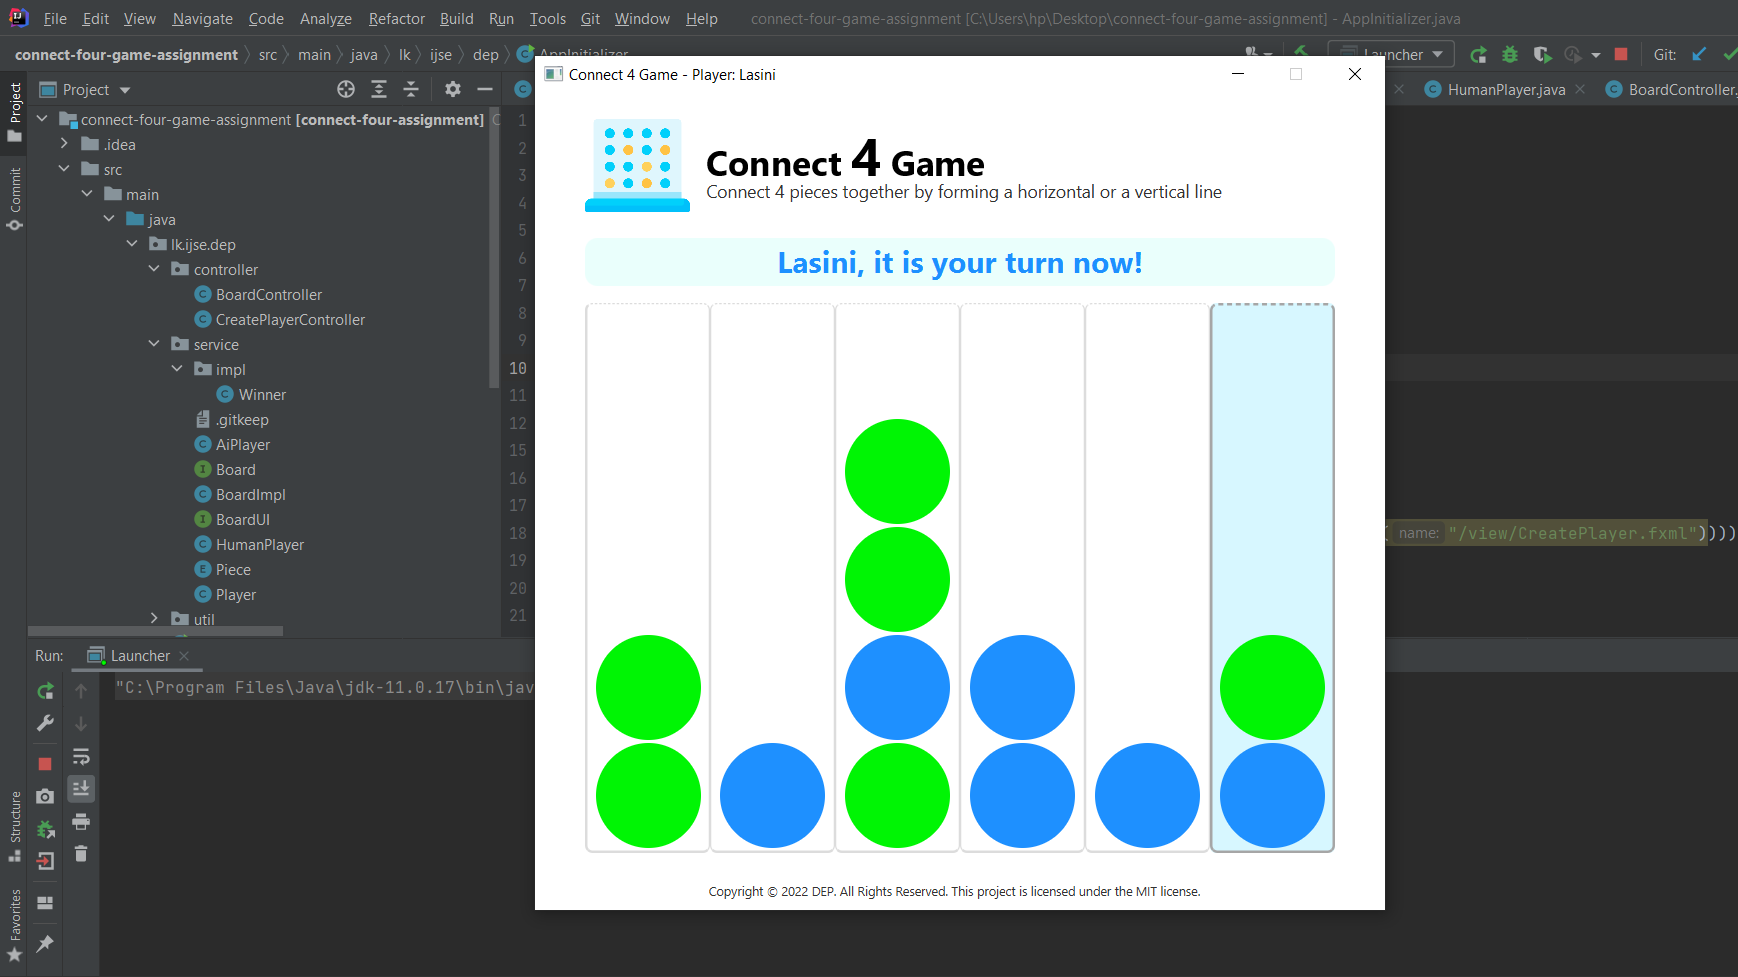 File Edit View Navigate Code Analyze Refactor Build Run Tools Git Window Help connect-four-game-assignment [C:\Users\hp\Desktop\connect-four-game-assignment] - AppInitializer.java
connect-four-game-assignment src main java lk ijse dep AppInitializer Launcher Git:
Project
HumanPlayer.java BoardController.
connect-four-game-assignment [connect-four-assignment] C
.idea
src
main
java
lk.ijse.dep
controller
BoardController
CreatePlayerController
service
impl
Winner
.gitkeep
AiPlayer
Board
BoardImpl
BoardUI
HumanPlayer
Piece
Player
util
Project
Commit
Structure
Favorites
1
2
3
4
5
6
7
8
9
10
11
12
13
14
15
16
17
18
19
20
21
( name: "/view/CreatePlayer.fxml"))))
Run: Launcher
"C:\Program Files\Java\jdk-11.0.17\bin\jav
Connect 4 Game - Player: Lasini
Connect 4 Game
Connect 4 pieces together by forming a horizontal or a vertical line
Lasini, it is your turn now!
Copyright © 2022 DEP. All Rights Reserved. This project is licensed under the MIT license.